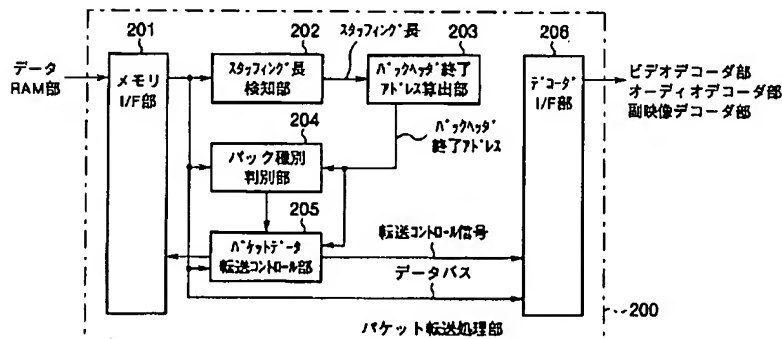 201
データ
RAM部
メモリ
I/F部
202
スタッフィング長
検知部
スタッフィング長
203
パックヘッダ終了
アドレス算出部
パックヘッダ
終了アドレス
204
パック種別
判別部
205
パケットデータ
転送コントロール部
転送コントロール信号
データバス
206
デコーダ
I/F部
ビデオデコーダ部
オーディオデコーダ部
副映像デコーダ部
パケット転送処理部
200